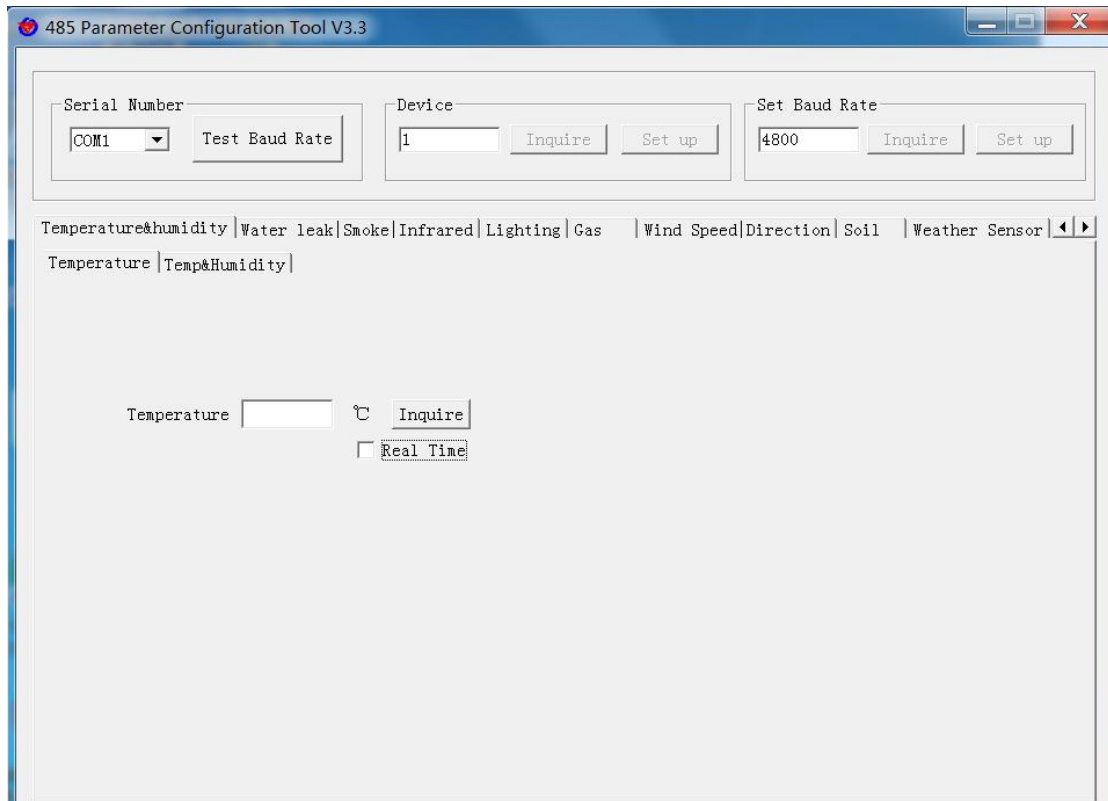 485 Parameter Configuration Tool V3.3
Serial Number
COM1
Test Baud Rate
Device
1
Inquire
Set up
Set Baud Rate
4800
Inquire
Set up
Temperature&humidity Water leak Smoke Infrared Lighting Gas Wind Speed Direction Soil Weather Sensor
Temperature Temp&Humidity
Temperature ℃ Inquire
Real Time